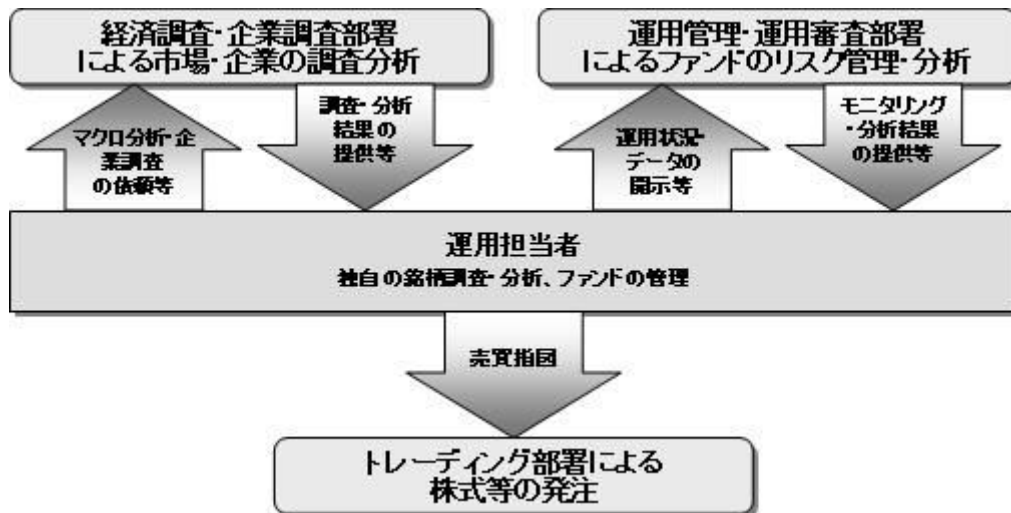 経済調査・企業調査部署
による市場・企業の調査分析
運用管理・運用審査部署
によるファンドのリスク管理・分析
マクロ分析・企
業調査
の依頼等
調査・分析
結果の
提供等
運用状況・
データの
開示等
モニタリング
・分析結果
の提供等
運用担当者
独自の銘柄調査・分析、ファンドの管理
売買指図
トレーディング部署による
株式等の発注